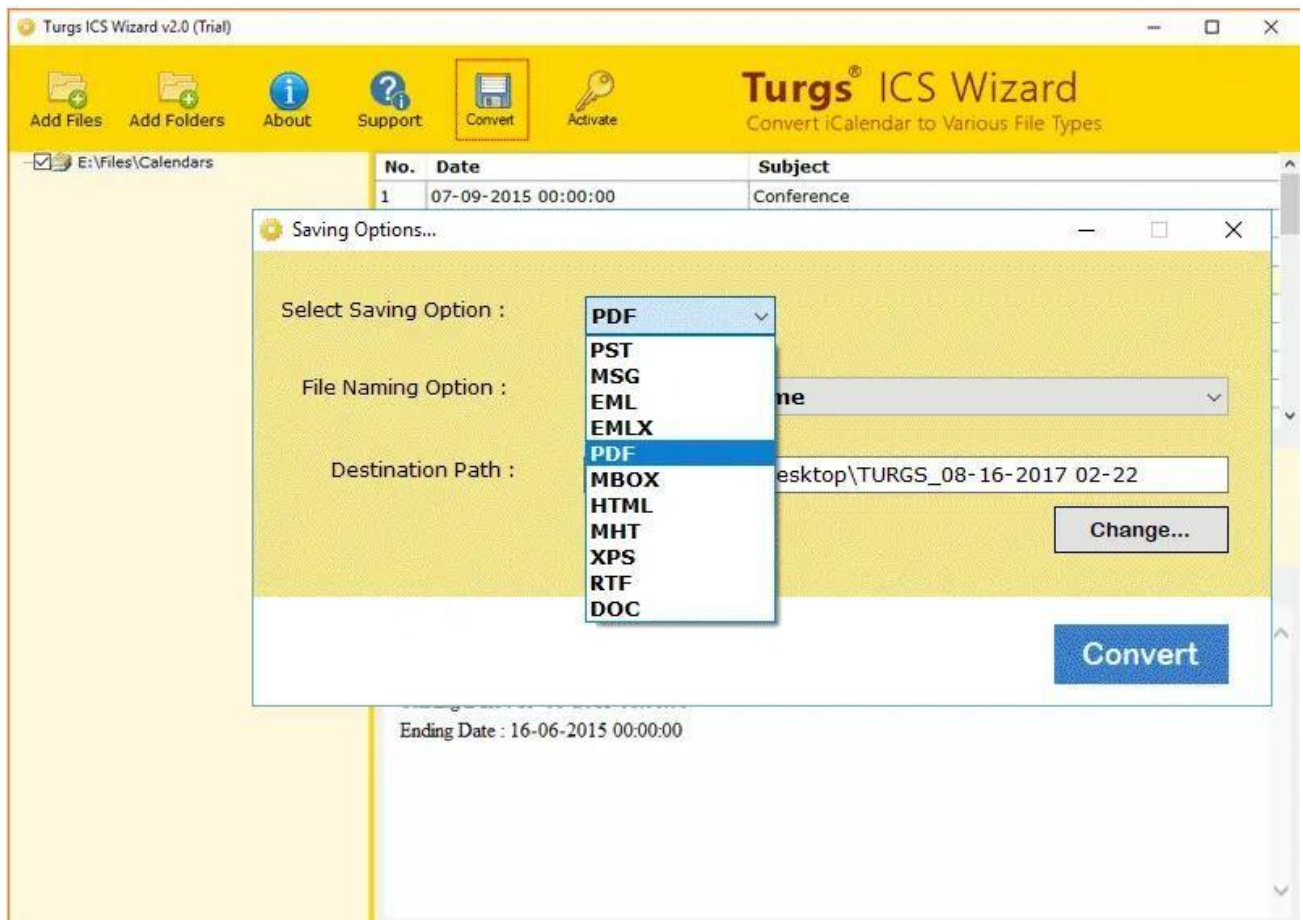 Turgs ICS Wizard v2.0 (Trial)
Add Files Add Folders About Support Convert Activate
Turgs® ICS Wizard
Convert iCalendar to Various File Types
E:\Files\Calendars
No. Date Subject
1 07-09-2015 00:00:00 Conference
Saving Options...
Select Saving Option : PDF
PST
MSG
EML
EMLX
PDF
MBOX
HTML
MHT
XPS
RTF
DOC
File Naming Option :
Destination Path : esktop\TURGS_08-16-2017 02-22
Change...
Convert
Ending Date : 16-06-2015 00:00:00